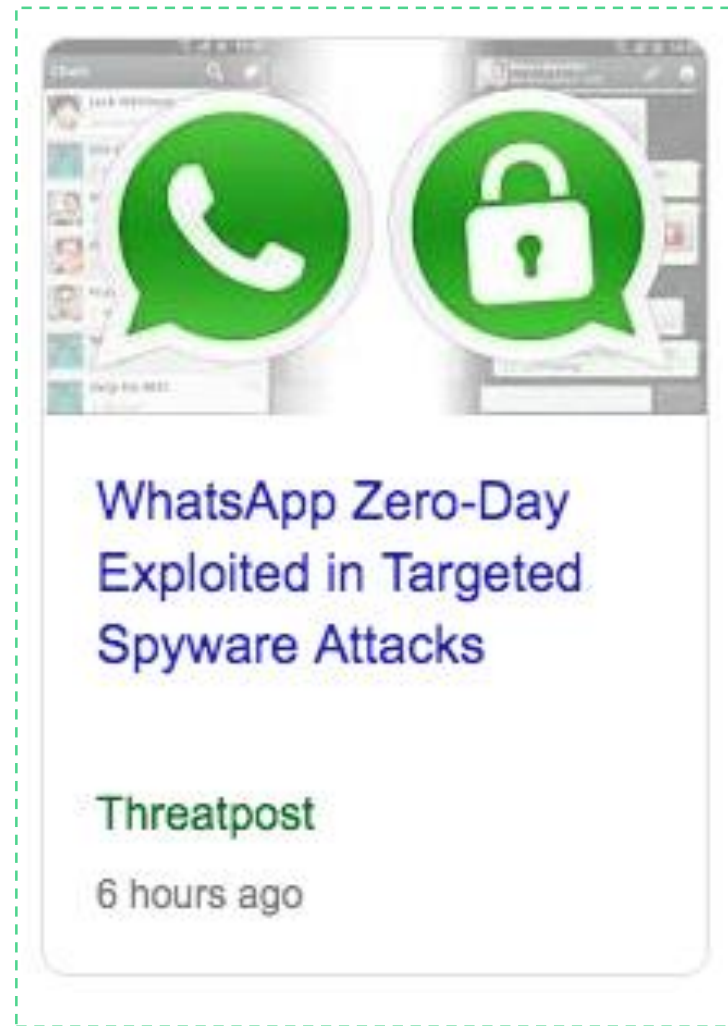 WhatsApp Zero-Day
Exploited in Targeted
Spyware Attacks
Threatpost
6 hours ago